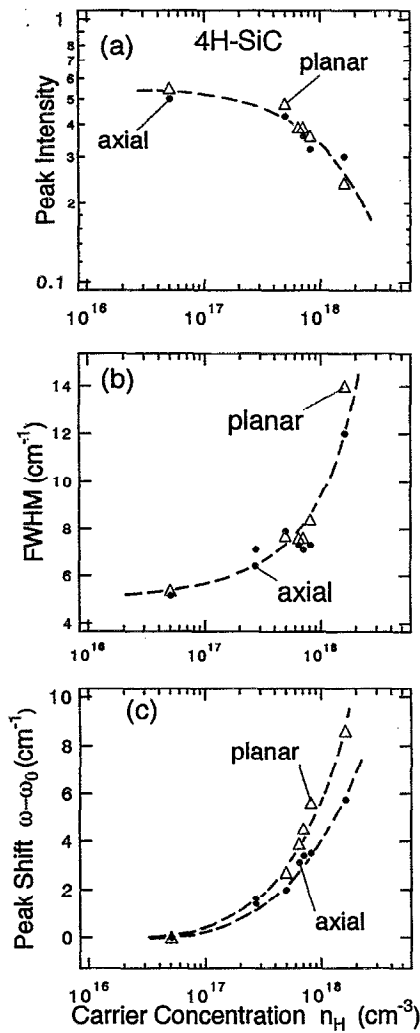 (a) 4H-SiC
planar
axial
Peak Intensity
1
8
6
5
4
3
2
0.1
10^16 10^17 10^18
(b)
planar
axial
FWHM (cm^-1)
14
12
10
8
6
4
10^16 10^17 10^18
(c)
planar
axial
Peak Shift ω–ω₀(cm^-1)
10
8
6
4
2
0
10^16 10^17 10^18
Carrier Concentration n_H (cm^-3)